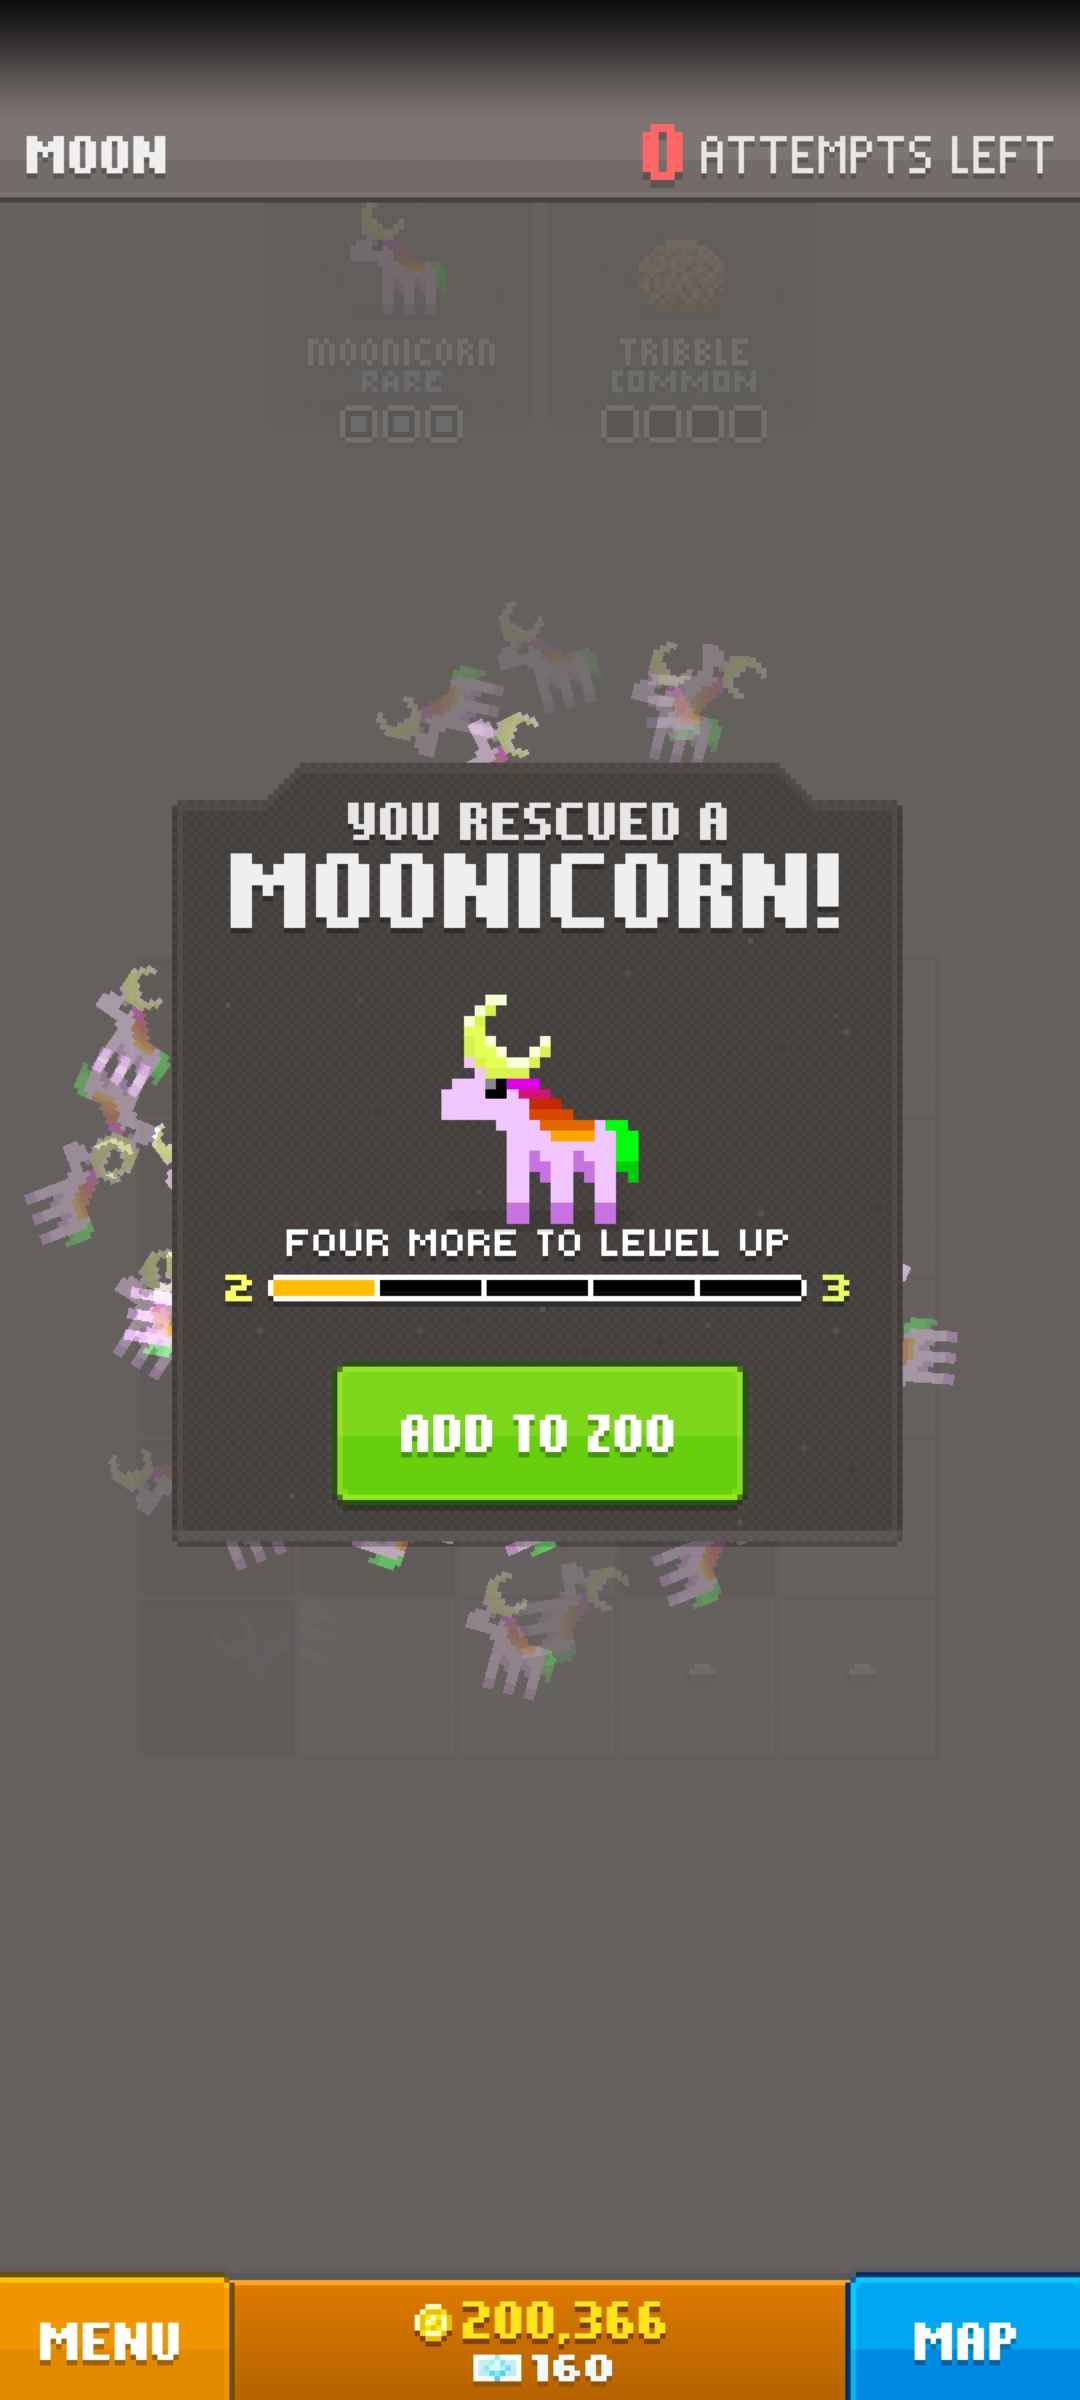 MOON
0 ATTEMPTS LEFT
MOONICORN
RARE
TRIBBLE
COMMON
YOU RESCUED A
MOONICORN!
FOUR MORE TO LEVEL UP
2 3
ADD TO ZOO
MENU
200,366
160
MAP